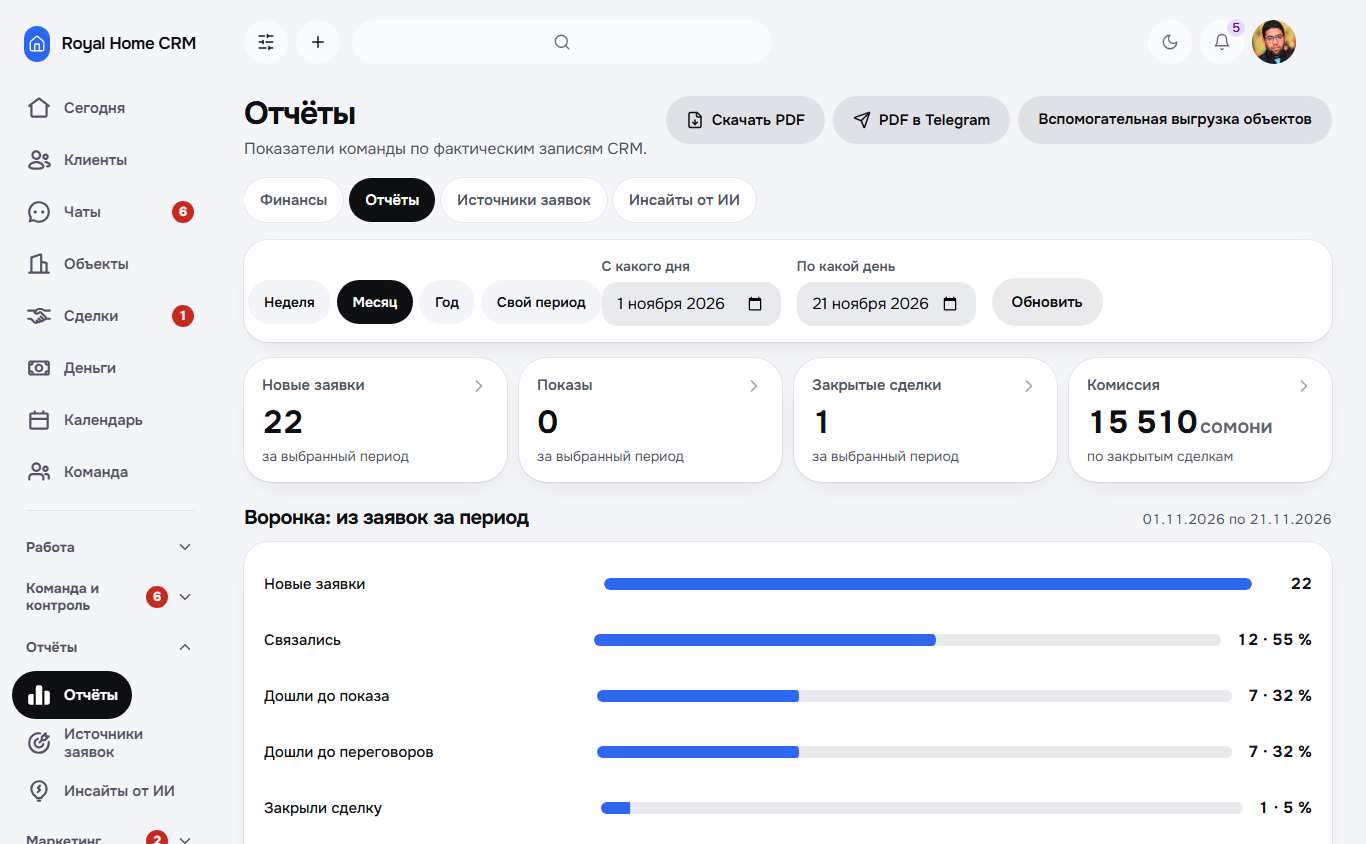 Royal Home CRM
5
Сегодня
Клиенты
Чаты
6
Объекты
Сделки
1
Деньги
Календарь
Команда
Работа
Команда и
контроль
6
Отчёты
Отчёты
Источники
заявок
Инсайты от ИИ
Маркетинг
2
Отчёты
Показатели команды по фактическим записям CRM.
Скачать PDF
PDF в Telegram
Вспомогательная выгрузка объектов
Финансы
Отчёты
Источники заявок
Инсайты от ИИ
Неделя
Месяц
Год
Свой период
С какого дня
1 ноября 2026
По какой день
21 ноября 2026
Обновить
Новые заявки
22
за выбранный период
Показы
0
за выбранный период
Закрытые сделки
1
за выбранный период
Комиссия
15 510 сомони
по закрытым сделкам
Воронка: из заявок за период
01.11.2026 по 21.11.2026
Новые заявки
22
Связались
12 · 55 %
Дошли до показа
7 · 32 %
Дошли до переговоров
7 · 32 %
Закрыли сделку
1 · 5 %